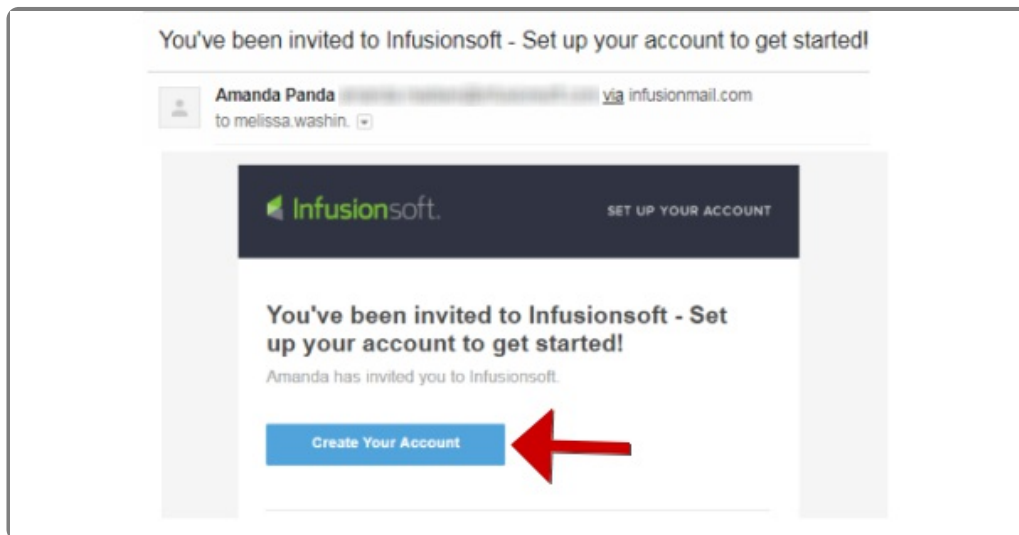 You've been invited to Infusionsoft - Set up your account to get started!
Amanda Panda via infusionmail.com
to melissa.washin.
Infusionsoft.
SET UP YOUR ACCOUNT
You've been invited to Infusionsoft - Set
up your account to get started!
Amanda has invited you to Infusionsoft.
Create Your Account